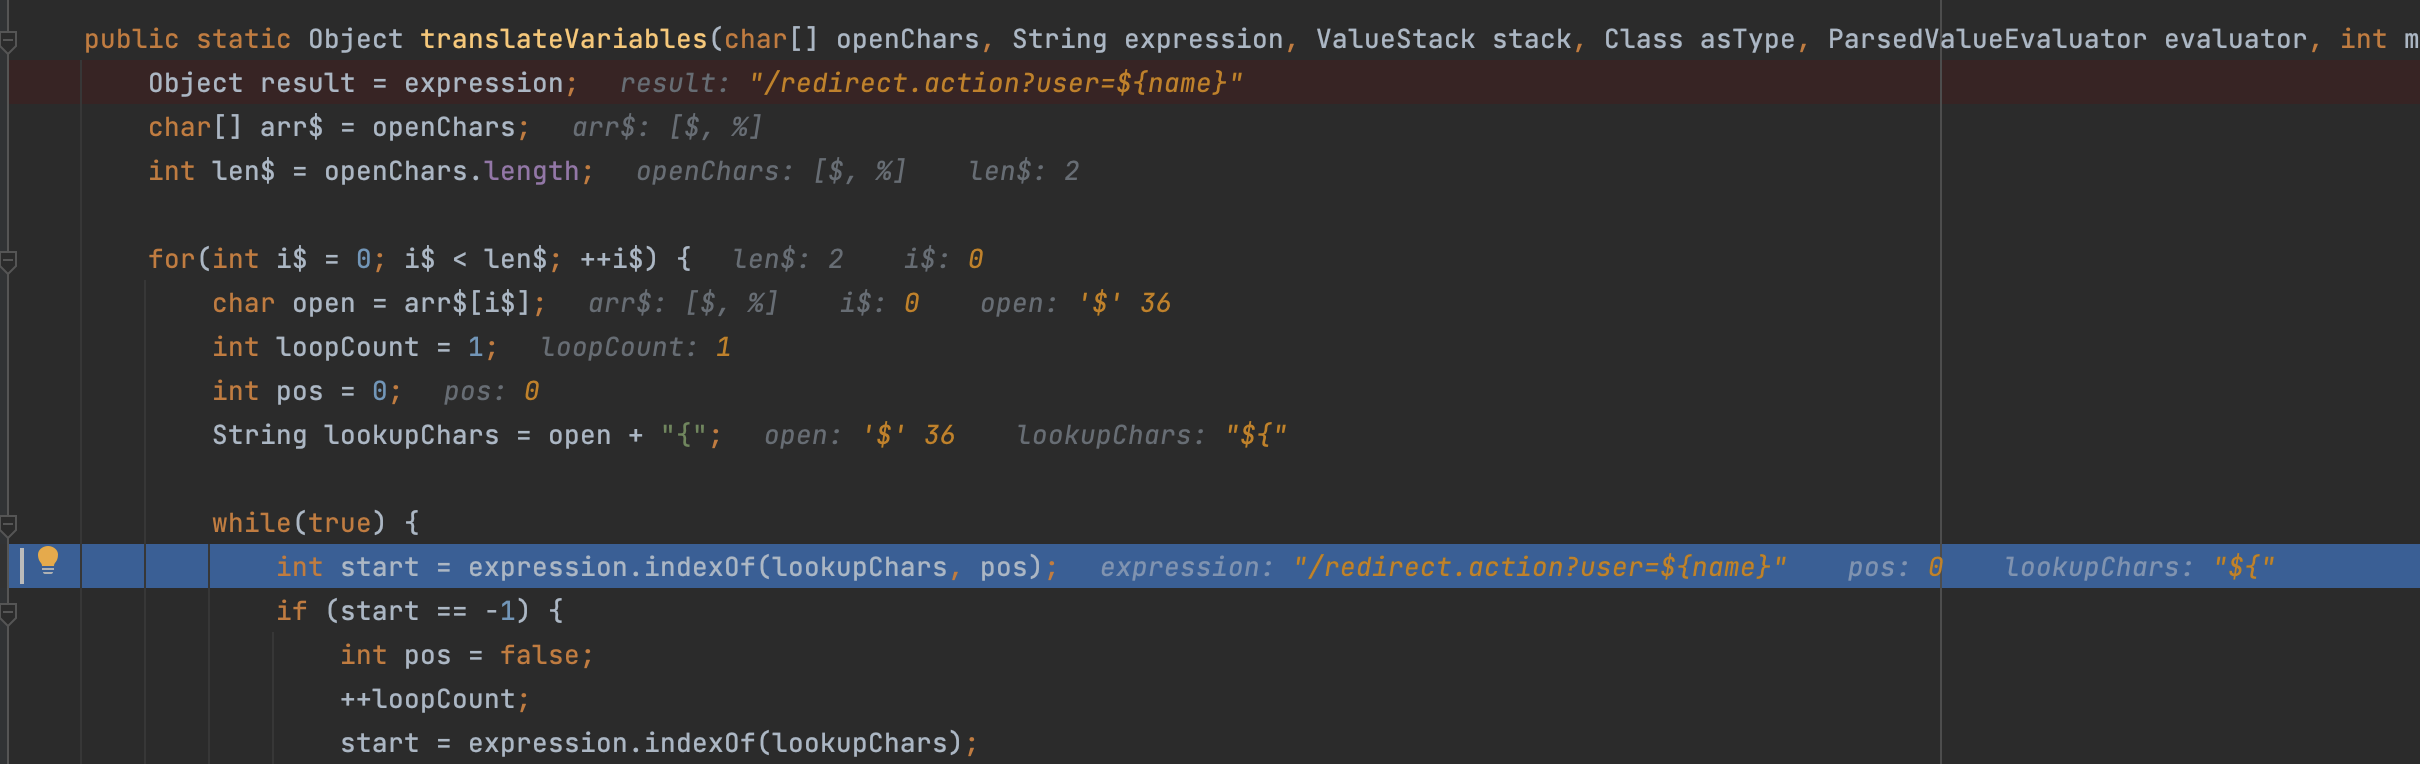 public static Object translateVariables(char[] openChars, String expression, ValueStack stack, Class asType, ParsedValueEvaluator evaluator, int m
Object result = expression; result: "/redirect.action?user=${name}"
char[] arr$ = openChars; arr$: [$, %]
int len$ = openChars.length; openChars: [$, %] len$: 2
for(int i$ = 0; i$ < len$; ++i$) { len$: 2 i$: 0
char open = arr$[i$]; arr$: [$, %] i$: 0 open: '$' 36
int loopCount = 1; loopCount: 1
int pos = 0; pos: 0
String lookupChars = open + "{"; open: '$' 36 lookupChars: "${"
while(true) {
int start = expression.indexOf(lookupChars, pos); expression: "/redirect.action?user=${name}" pos: 0 lookupChars: "${"
if (start == -1) {
int pos = false;
++loopCount;
start = expression.indexOf(lookupChars);